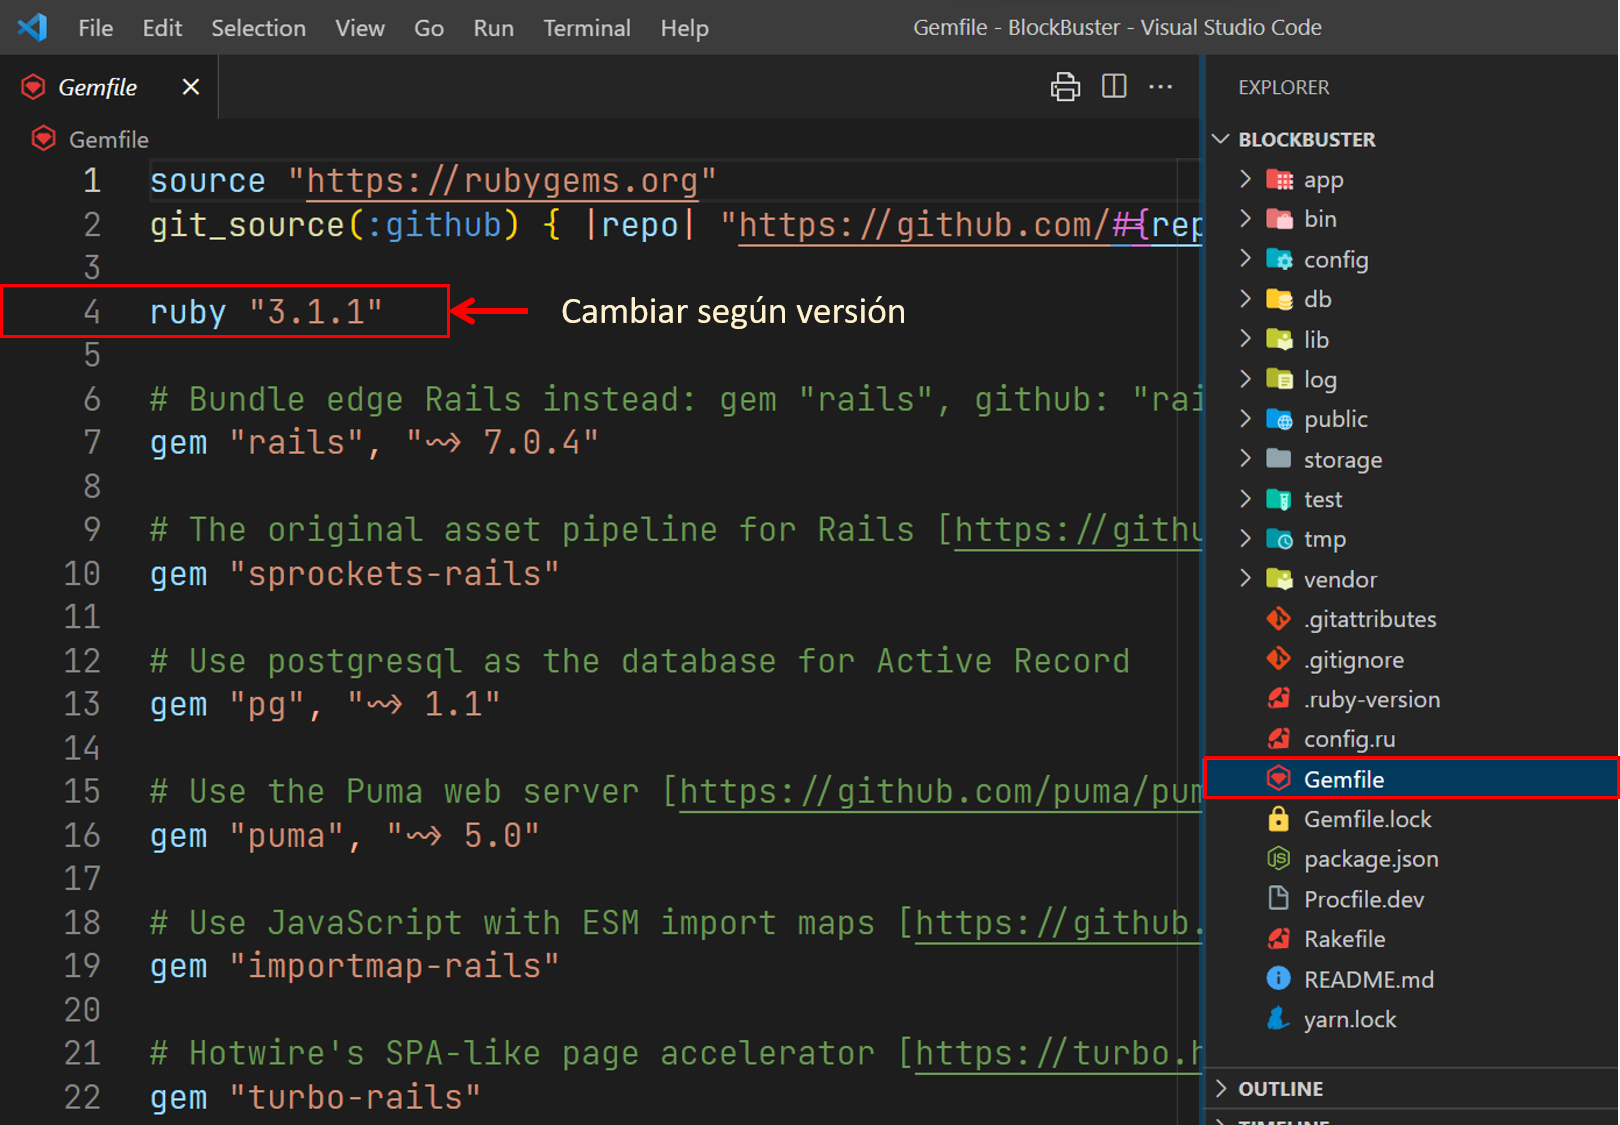 File Edit Selection View Go Run Terminal Help Gemfile - BlockBuster - Visual Studio Code
Gemfile
Gemfile
1 source "https://rubygems.org"
2 git_source(:github) { |repo| "https://github.com/#{rep
3
4 ruby "3.1.1"
Cambiar según versión
5
6 # Bundle edge Rails instead: gem "rails", github: "rai
7 gem "rails", "~> 7.0.4"
8
9 # The original asset pipeline for Rails [https://githu
10 gem "sprockets-rails"
11
12 # Use postgresql as the database for Active Record
13 gem "pg", "~> 1.1"
14
15 # Use the Puma web server [https://github.com/puma/pum
16 gem "puma", "~> 5.0"
17
18 # Use JavaScript with ESM import maps [https://github.
19 gem "importmap-rails"
20
21 # Hotwire's SPA-like page accelerator [https://turbo.h
22 gem "turbo-rails"
EXPLORER
BLOCKBUSTER
app
bin
config
db
lib
log
public
storage
test
tmp
vendor
.gitattributes
.gitignore
.ruby-version
config.ru
Gemfile
Gemfile.lock
package.json
Procfile.dev
Rakefile
README.md
yarn.lock
OUTLINE
TIMELINE